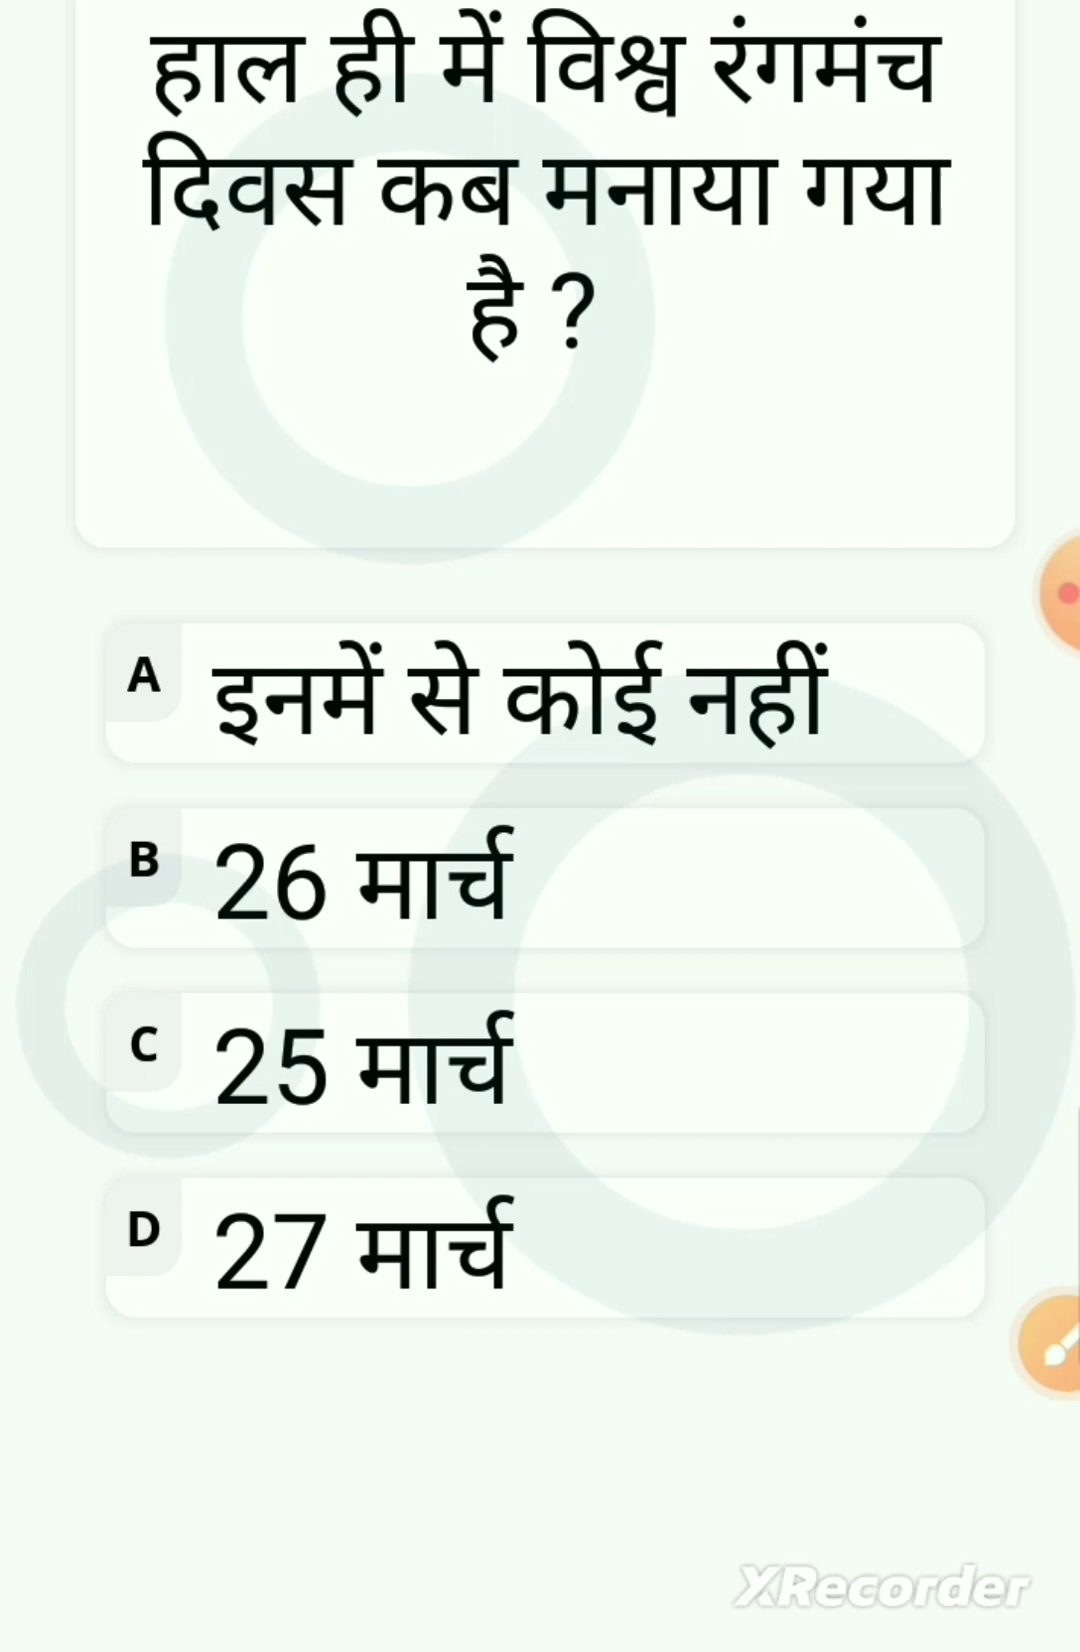 हाल ही में विश्व रंगमंच
दिवस कब मनाया गया
है ?
A इनमें से कोई नहीं
B 26 मार्च
C 25 मार्च
D 27 मार्च
XRecorder